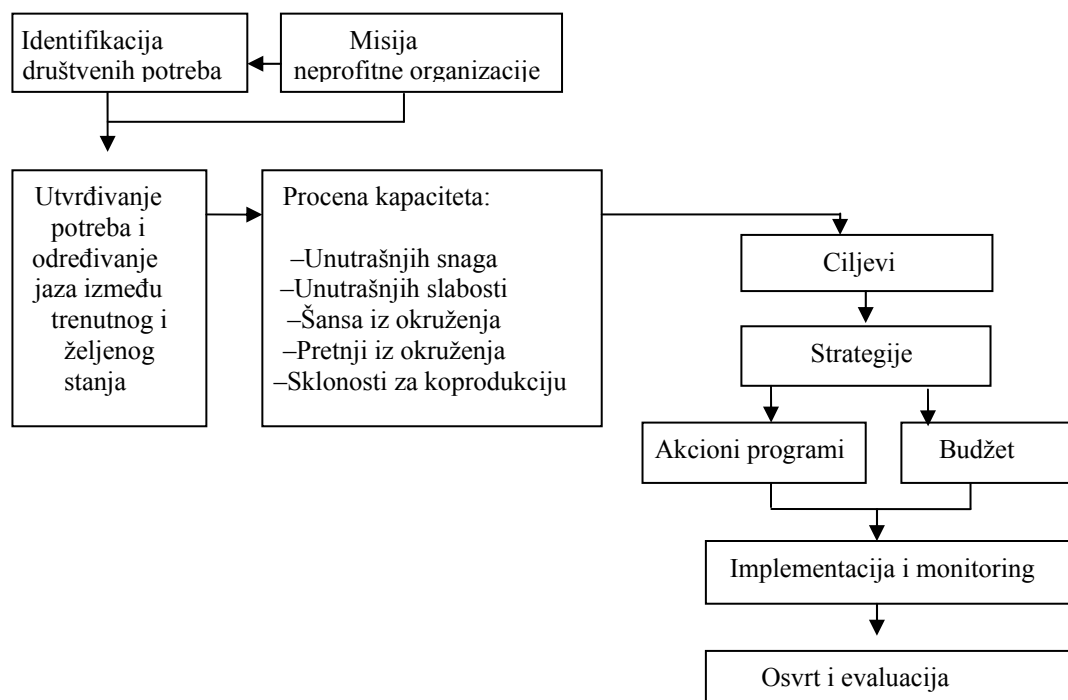 Identifikacija
društvenih potreba
Misija
neprofitne organizacije
Utvrđivanje
potreba i
određivanje
jaza između
trenutnog i
željenog
stanja
Procena kapaciteta:
–Unutrašnjih snaga
–Unutrašnjih slabosti
–Šansa iz okruženja
–Pretnji iz okruženja
–Sklonosti za koprodukciju
Ciljevi
Strategije
Akcioni programi
Budžet
Implementacija i monitoring
Osvrt i evaluacija